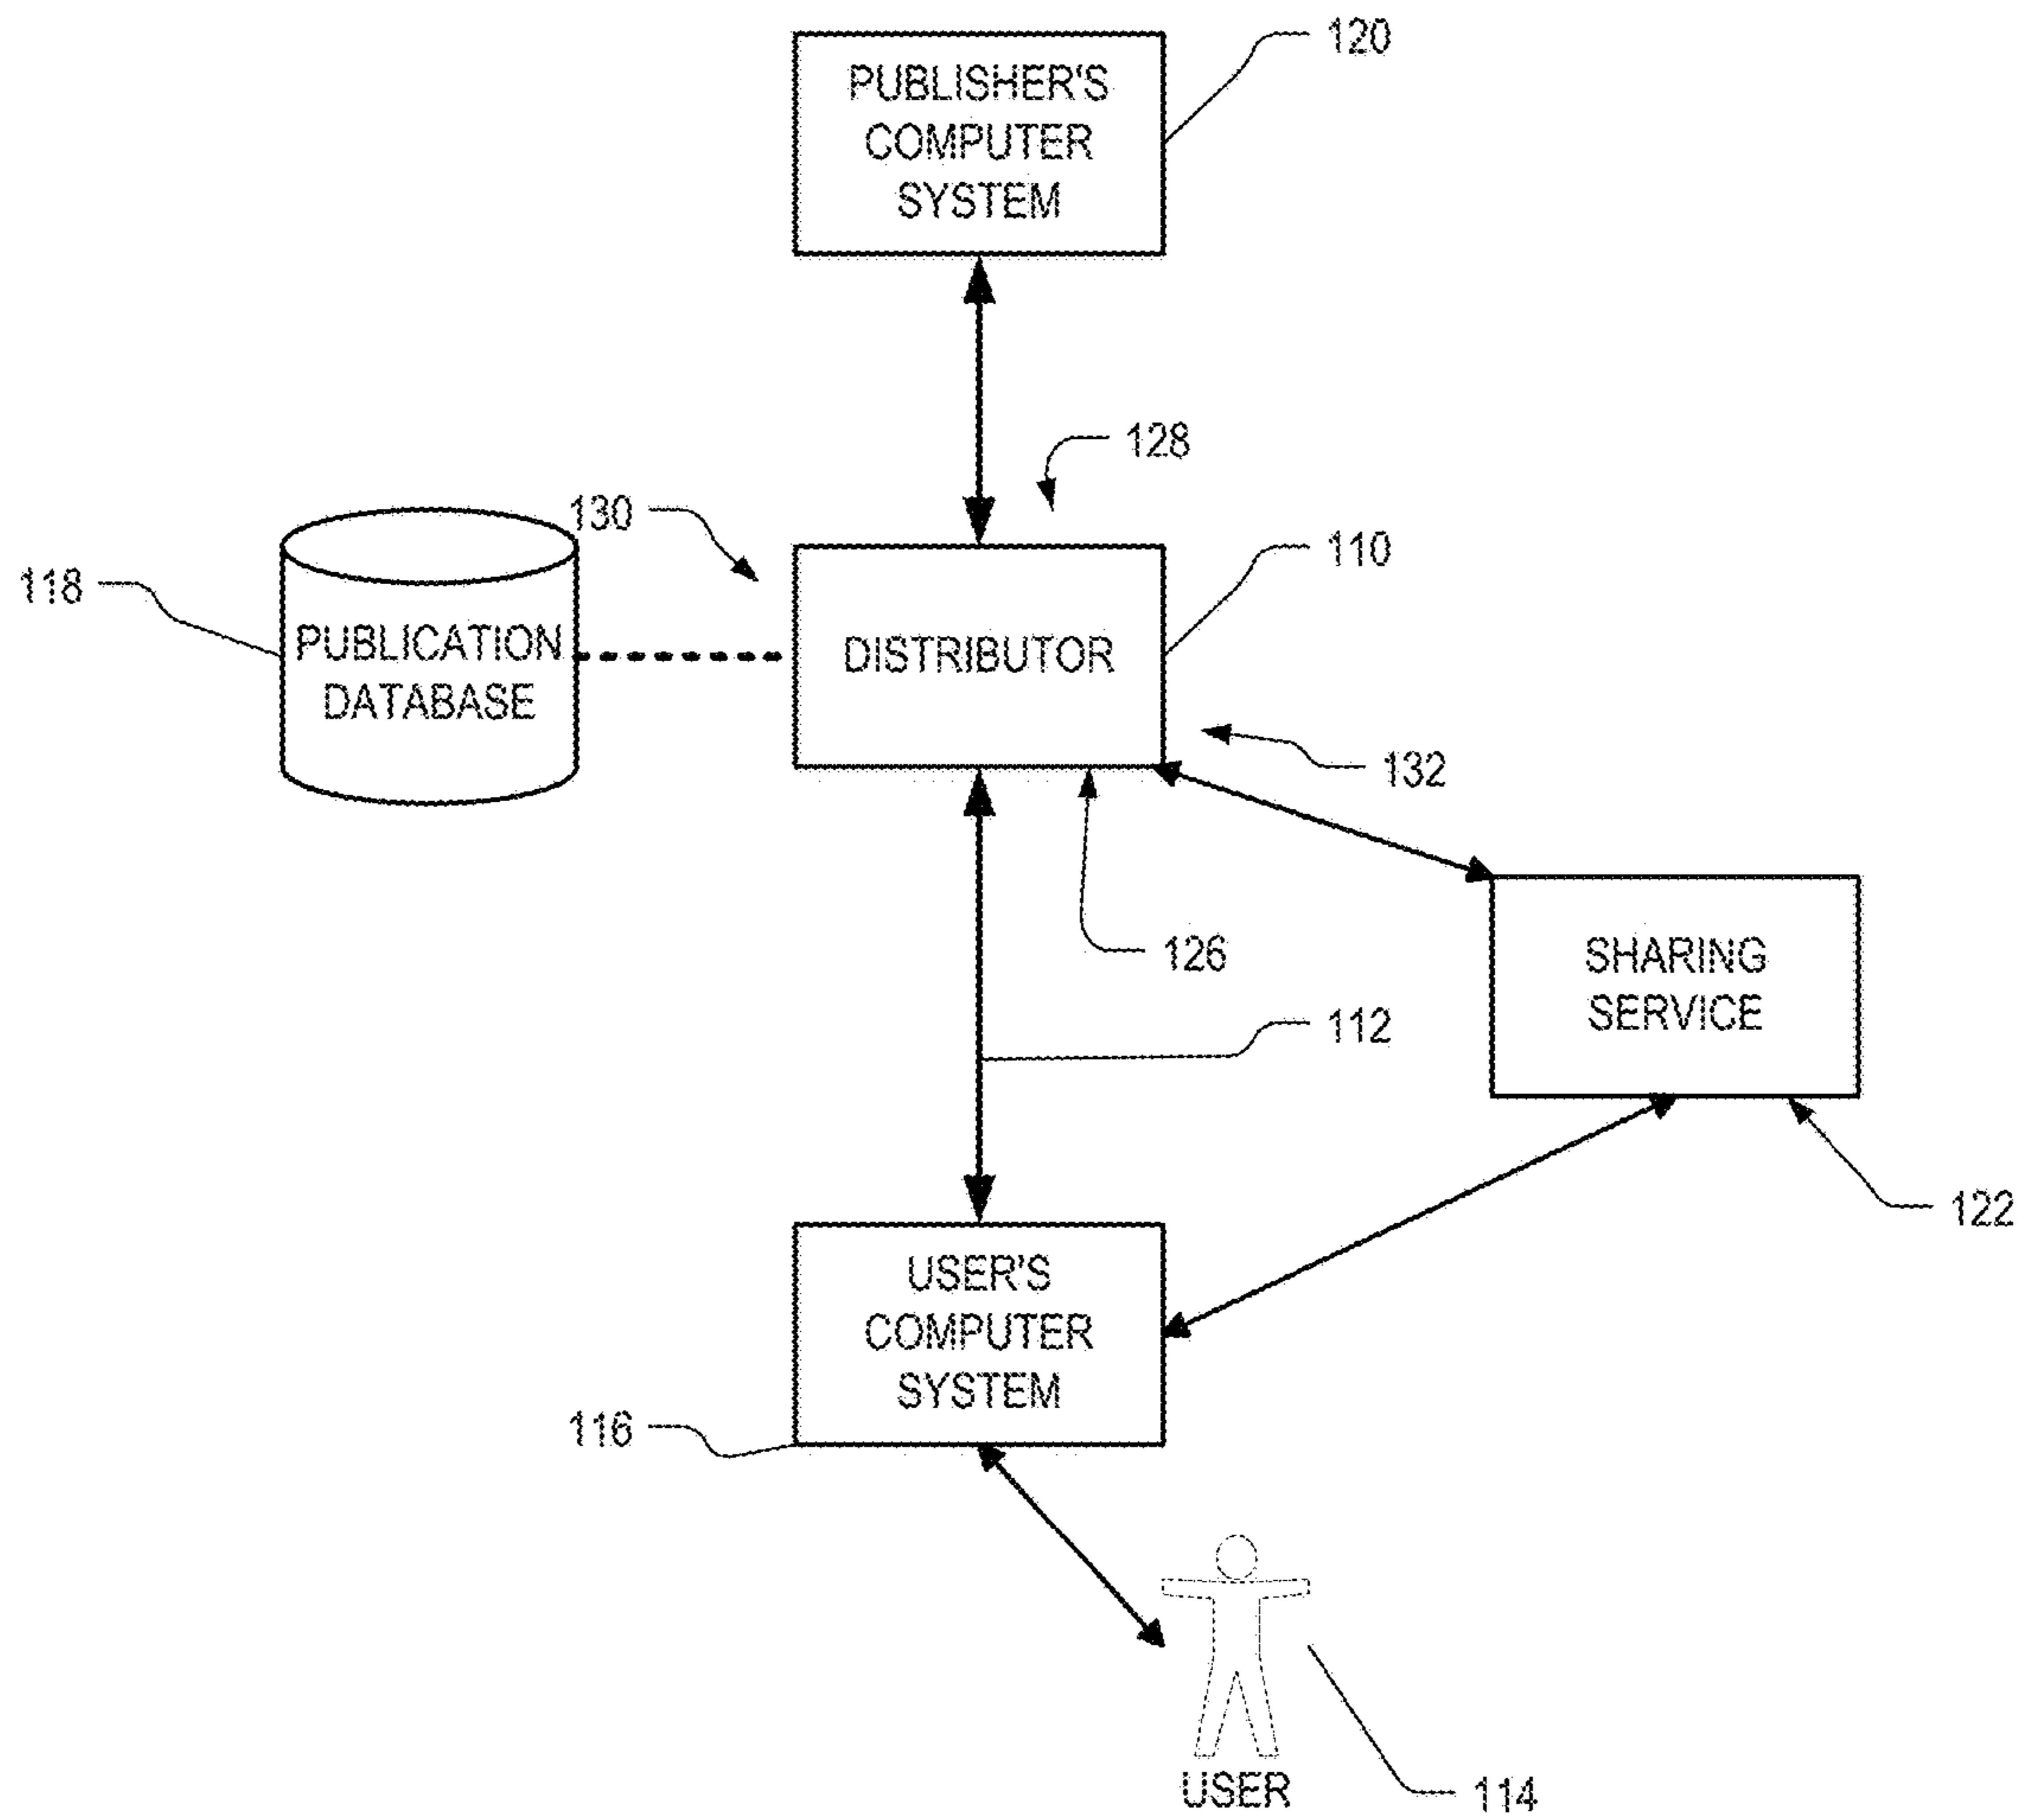 120
PUBLISHER'S
COMPUTER
SYSTEM
128
130
110
118
PUBLICATION
DATABASE
DISTRIBUTOR
132
126
SHARING
SERVICE
112
122
USER'S
COMPUTER
SYSTEM
116
USER
114